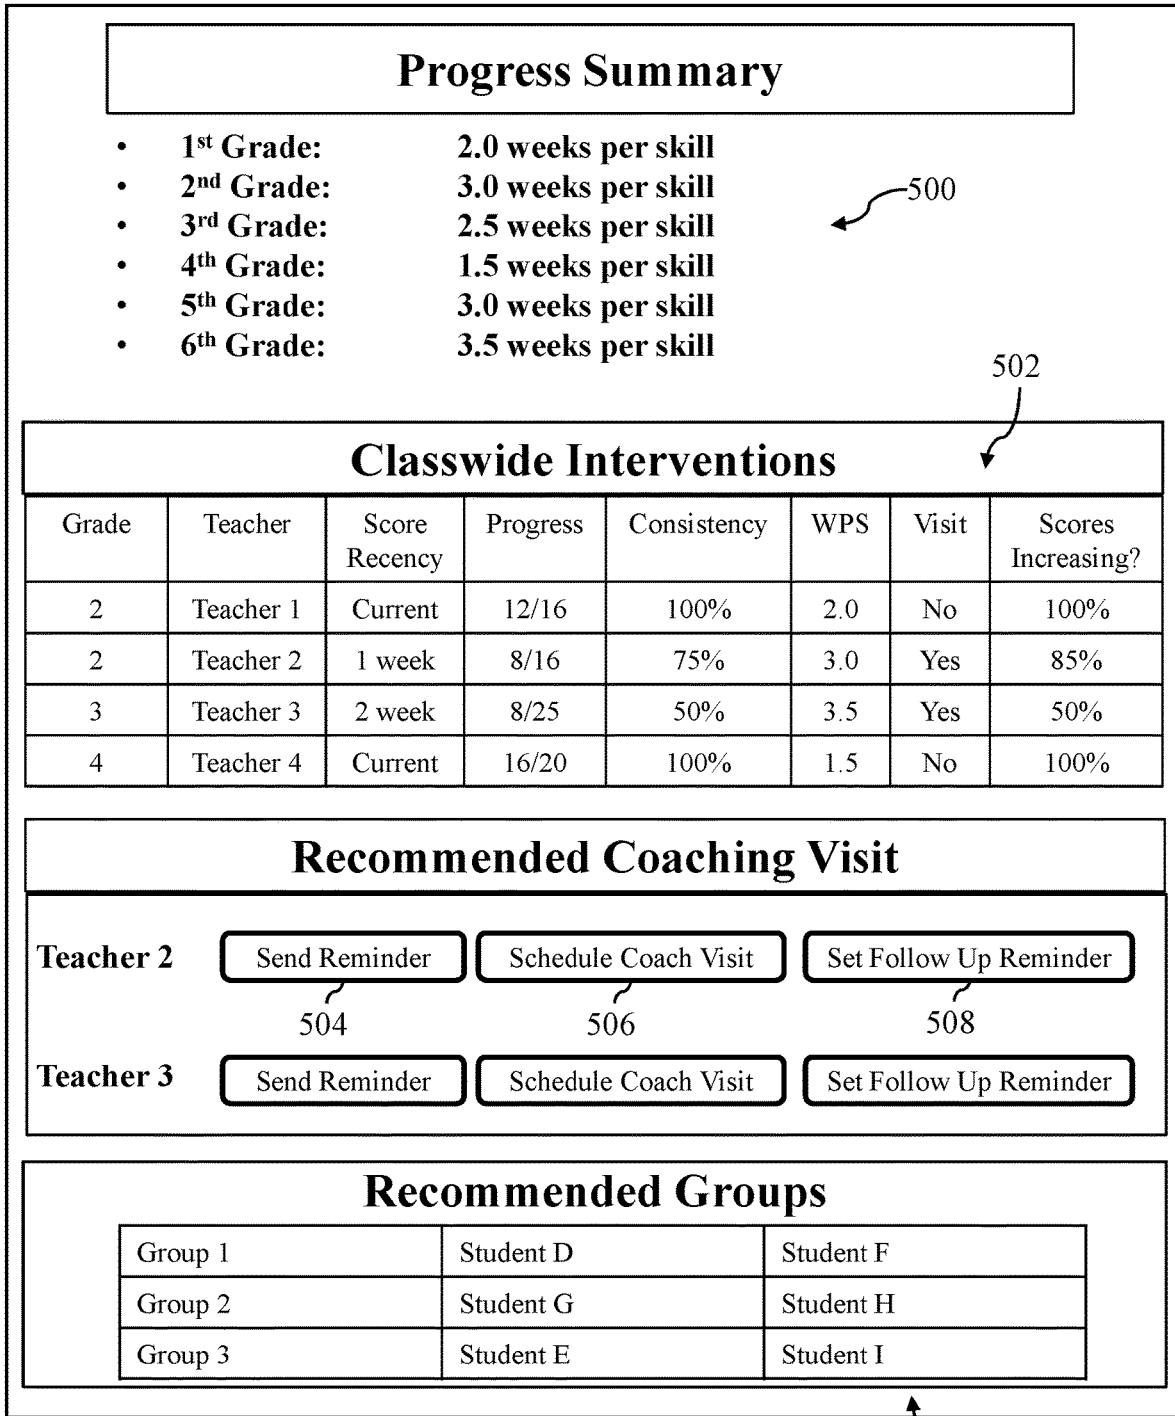 Progress Summary
• 1st Grade: 2.0 weeks per skill
• 2nd Grade: 3.0 weeks per skill
• 3rd Grade: 2.5 weeks per skill
• 4th Grade: 1.5 weeks per skill
• 5th Grade: 3.0 weeks per skill
• 6th Grade: 3.5 weeks per skill
500
502
Classwide Interventions
Grade Teacher Score Recency Progress Consistency WPS Visit Scores Increasing?
2 Teacher 1 Current 12/16 100% 2.0 No 100%
2 Teacher 2 1 week 8/16 75% 3.0 Yes 85%
3 Teacher 3 2 week 8/25 50% 3.5 Yes 50%
4 Teacher 4 Current 16/20 100% 1.5 No 100%
Recommended Coaching Visit
Teacher 2 Send Reminder Schedule Coach Visit Set Follow Up Reminder
504 506 508
Teacher 3 Send Reminder Schedule Coach Visit Set Follow Up Reminder
Recommended Groups
Group 1 Student D Student F
Group 2 Student G Student H
Group 3 Student E Student I